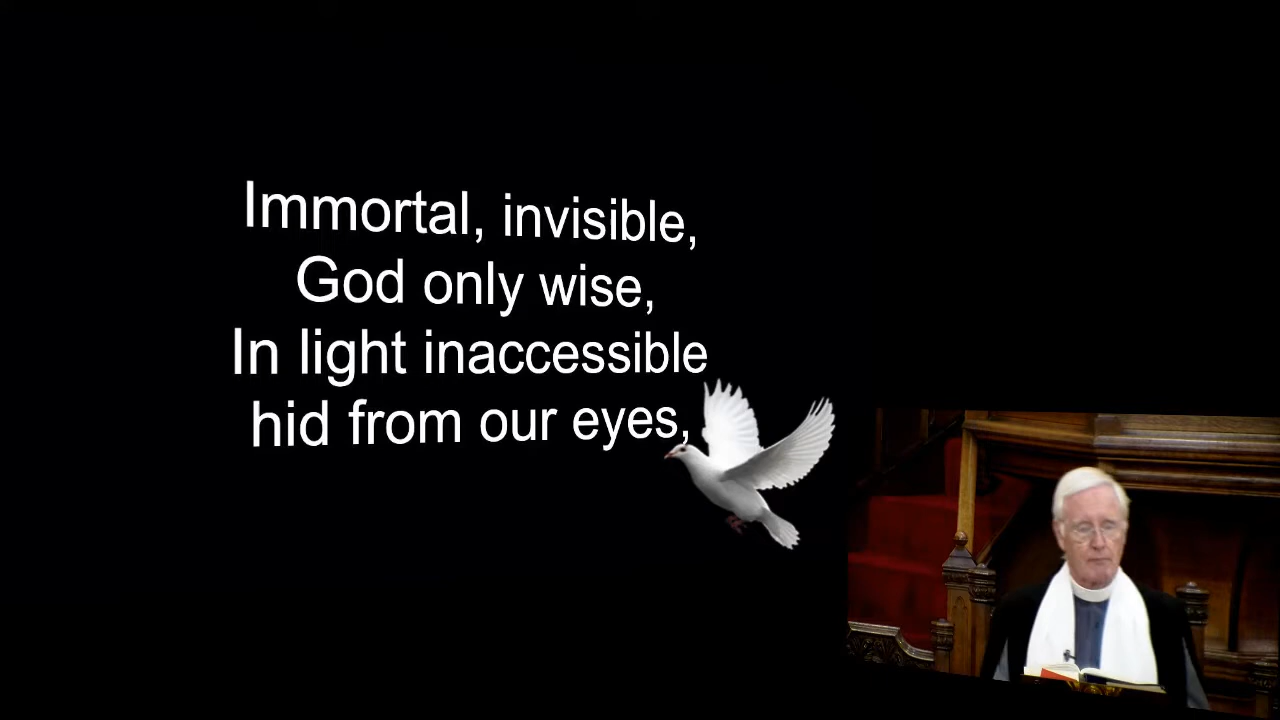 Immortal, invisible,
God only wise,
In light inaccessible
hid from our eyes,